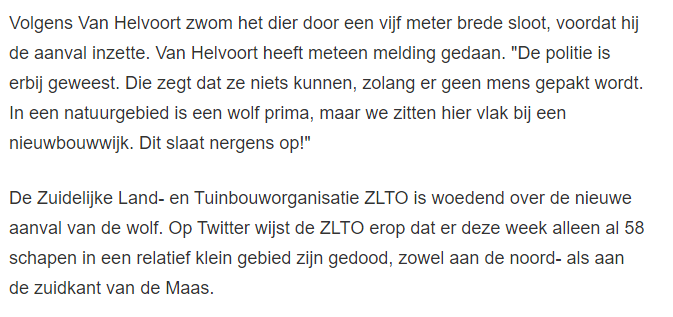 Volgens Van Helvoort zwom het dier door een vijf meter brede sloot, voordat hij
de aanval inzette. Van Helvoort heeft meteen melding gedaan. "De politie is
erbij geweest. Die zegt dat ze niets kunnen, zolang er geen mens gepakt wordt.
In een natuurgebied is een wolf prima, maar we zitten hier vlak bij een
nieuwbouwwijk. Dit slaat nergens op!"
De Zuidelijke Land- en Tuinbouworganisatie ZLTO is woedend over de nieuwe
aanval van de wolf. Op Twitter wijst de ZLTO erop dat er deze week alleen al 58
schapen in een relatief klein gebied zijn gedood, zowel aan de noord- als aan
de zuidkant van de Maas.